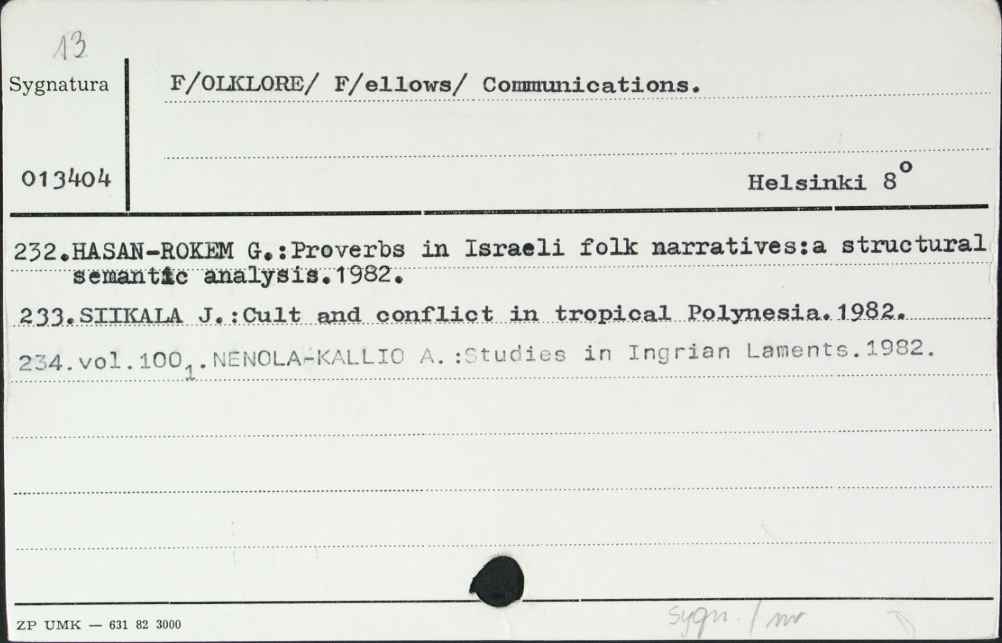 13
Sygnatura
F/OLKLORE/ F/ellows/ Communications.
013404
Helsinki 8°
232.HASAN-ROKEM G.:Proverbs in Israeli folk narratives:a structural
semantic analysis.1982.
233.SIIKALA J.:Cult and conflict in tropical Polynesia.1982.
234.vol.100₁.NENOLA-KALLIO A.:Studies in Ingrian Laments.1982.
ZP UMK — 631 82 3000
sygn. / nr